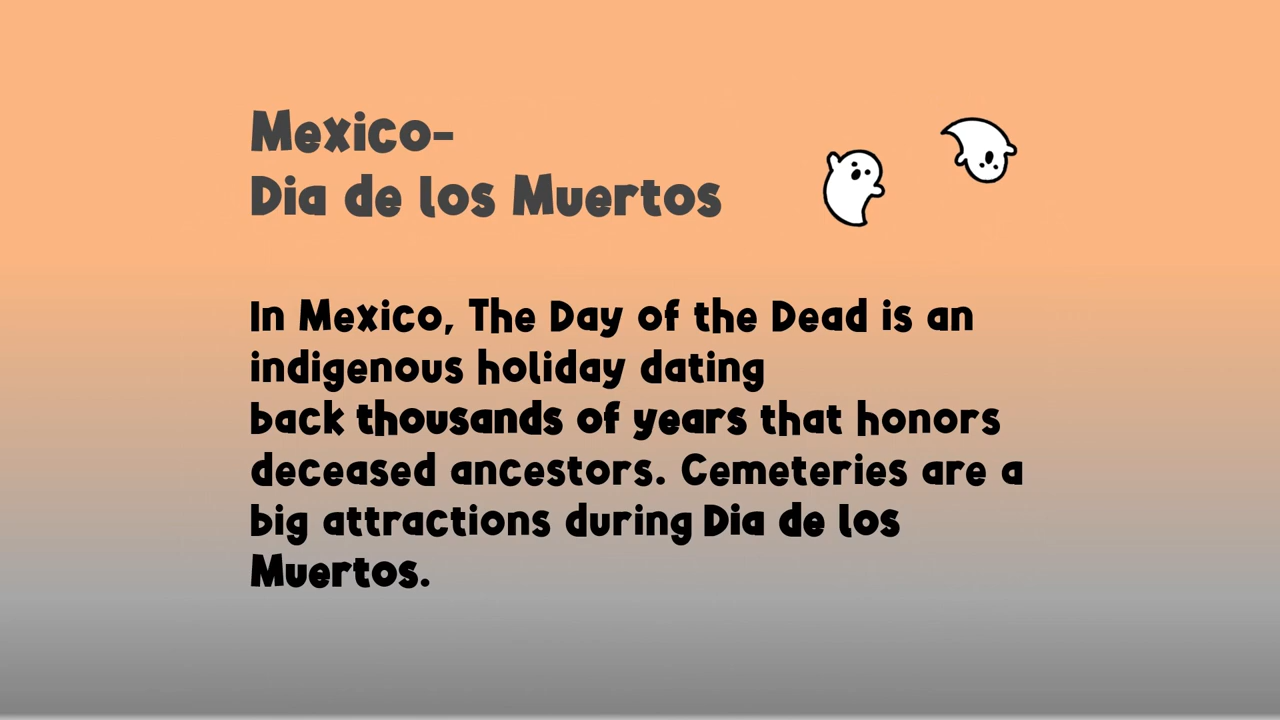 Mexico-
Dia de los Muertos
In Mexico, The Day of the Dead is an
indigenous holiday dating
back thousands of years that honors
deceased ancestors. Cemeteries are a
big attractions during Dia de los
Muertos.